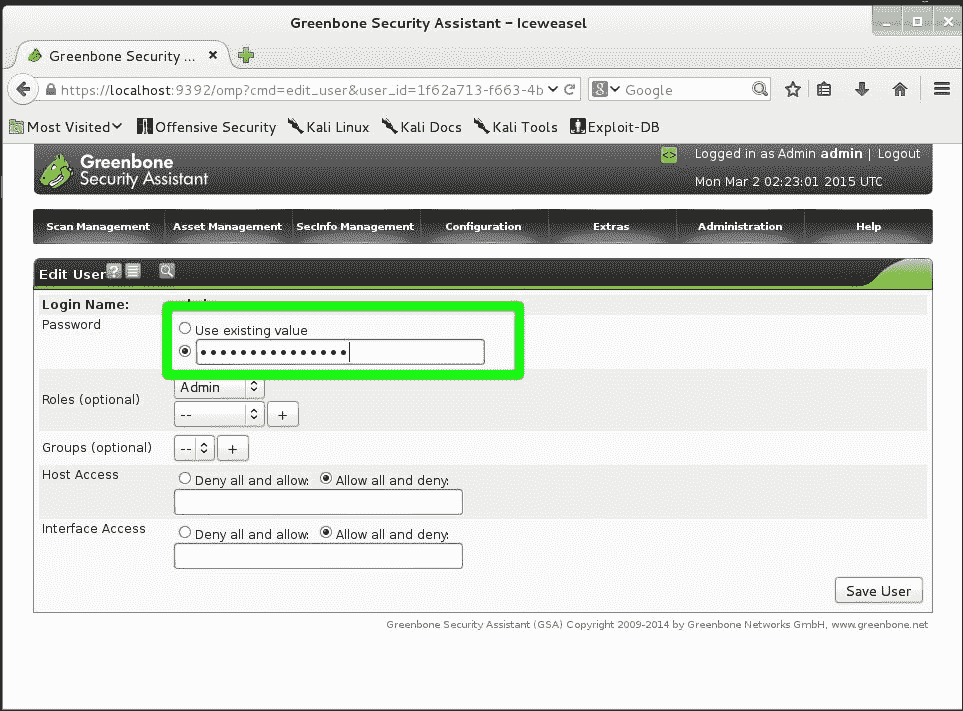 Greenbone Security Assistant - Iceweasel
Greenbone Security ...
https://localhost:9392/omp?cmd=edit_user&user_id=1f62a713-f663-4b
Google
Most Visited Offensive Security Kali Linux Kali Docs Kali Tools Exploit-DB
Greenbone
Security Assistant
Logged in as Admin admin | Logout
Mon Mar 2 02:23:01 2015 UTC
Scan Management Asset Management SecInfo Management Configuration Extras Administration Help
Edit User
Login Name:
Password
Use existing value
•••••••••••••••
Roles (optional)
Admin
--
+
Groups (optional)
--
+
Host Access
Deny all and allow: Allow all and deny:
Interface Access
Deny all and allow: Allow all and deny:
Save User
Greenbone Security Assistant (GSA) Copyright 2009-2014 by Greenbone Networks GmbH, www.greenbone.net